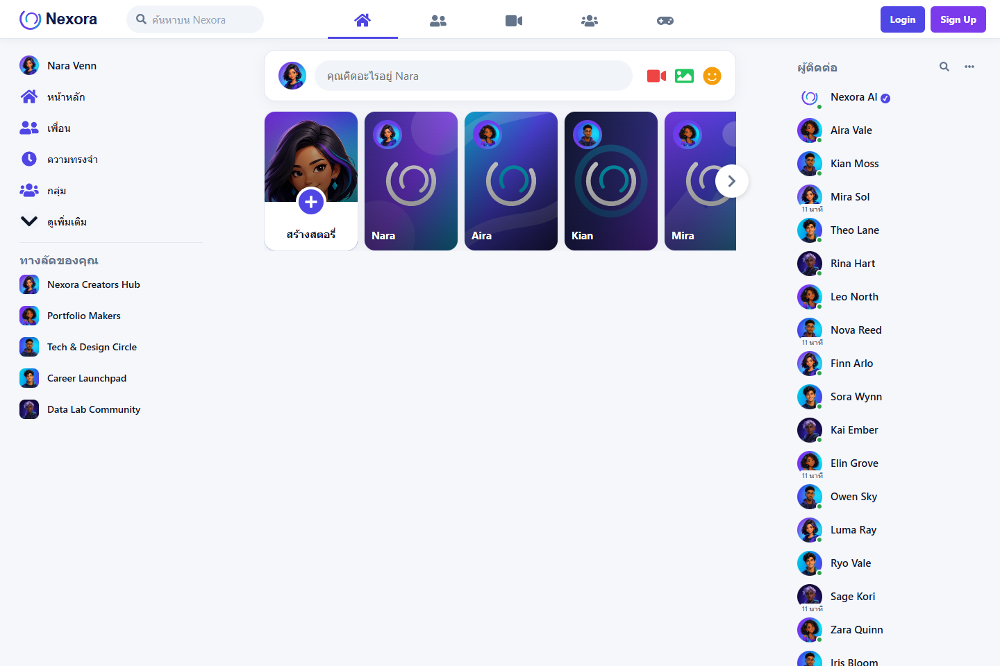 Nexora
ค้นหาบน Nexora
Login
Sign Up
Nara Venn
หน้าหลัก
เพื่อน
ความทรงจำ
กลุ่ม
ดูเพิ่มเติม
ทางลัดของคุณ
Nexora Creators Hub
Portfolio Makers
Tech & Design Circle
Career Launchpad
Data Lab Community
คุณคิดอะไรอยู่ Nara
สร้างสตอรี่
Nara
Aira
Kian
Mira
ผู้ติดต่อ
Nexora AI
Aira Vale
Kian Moss
Mira Sol
11 นาที
Theo Lane
Rina Hart
Leo North
Nova Reed
11 นาที
Finn Arlo
Sora Wynn
Kai Ember
Elin Grove
11 นาที
Owen Sky
Luma Ray
Ryo Vale
Sage Kori
11 นาที
Zara Quinn
Iris Bloom